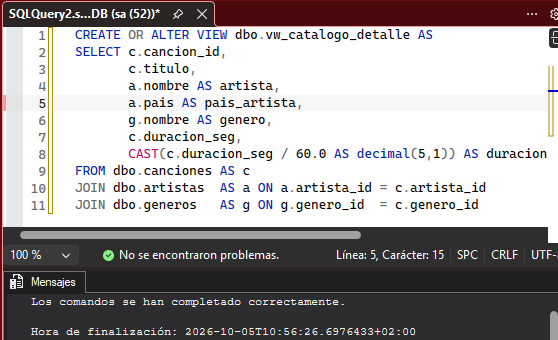 SQLQuery2.s...DB (sa (52))*
1 CREATE OR ALTER VIEW dbo.vw_catalogo_detalle AS
2 SELECT c.cancion_id,
3 c.titulo,
4 a.nombre AS artista,
5 a.pais AS pais_artista,
6 g.nombre AS genero,
7 c.duracion_seg,
8 CAST(c.duracion_seg / 60.0 AS decimal(5,1)) AS duracion
9 FROM dbo.canciones AS c
10 JOIN dbo.artistas  AS a ON a.artista_id = c.artista_id
11 JOIN dbo.generos   AS g ON g.genero_id  = c.genero_id
100 % No se encontraron problemas. Línea: 5, Carácter: 15 SPC CRLF UTF-
Mensajes
Los comandos se han completado correctamente.
Hora de finalización: 2026-10-05T10:56:26.6976433+02:00